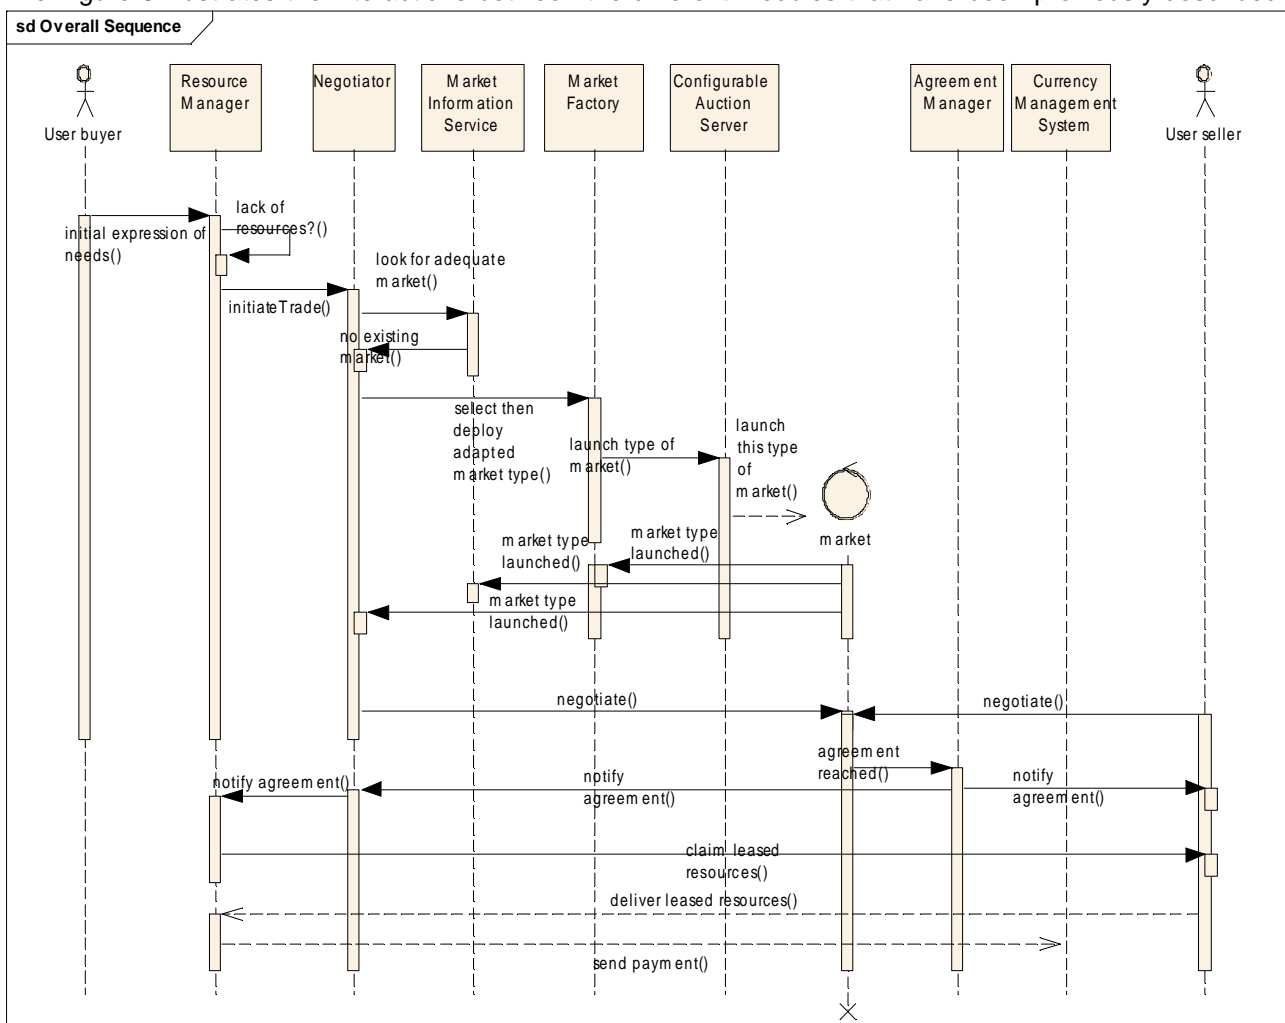 sd Overall Sequence
User buyer
Resource
Manager
Negotiator
Market
Information
Service
Market
Factory
Configurable
Auction
Server
Agreement
Manager
Currency
Management
System
User seller
initial expression of
needs()
lack of
resources?()
initiateTrade()
look for adequate
market()
no existing
market()
select then
deploy
adapted
market type()
launch type of
market()
launch
this type
of
market()
market
market type
launched()
market type
launched()
market type
launched()
negotiate()
negotiate()
agreement
reached()
notify agreement()
notify
agreement()
notify
agreement()
claim leased
resources()
deliver leased resources()
send payment()